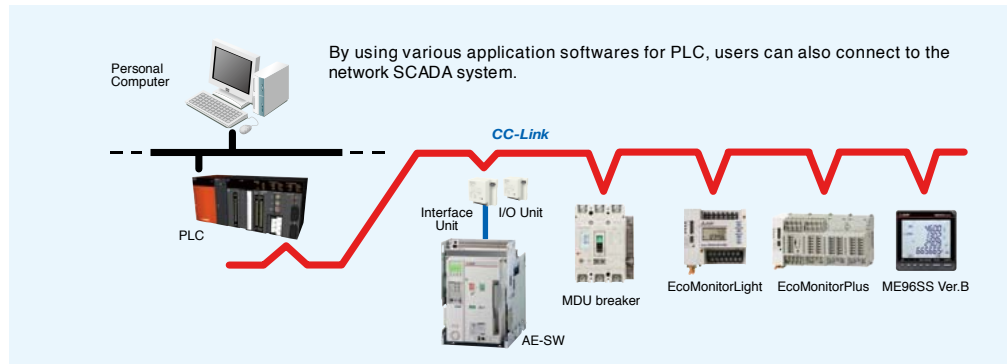 By using various application softwares for PLC, users can also connect to the
network SCADA system.
Personal
Computer
CC-Link
PLC
Interface
Unit
I/O Unit
AE-SW
MDU breaker
EcoMonitorLight
EcoMonitorPlus
ME96SS Ver.B